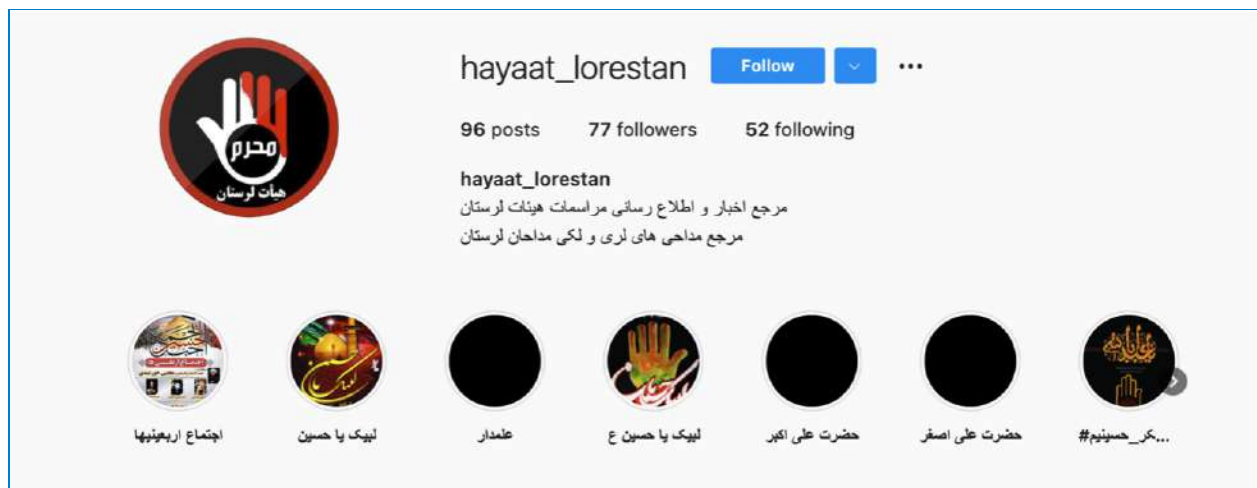 hayaat_lorestan Follow
96 posts 77 followers 52 following
hayaat_lorestan
مرجع اخبار و اطلاع رسانی مراسمات هیئات لرستان
مرجع مداحی های لری و لکی مداحان لرستان
محرم
هیأت لرستان
اجتماع اربعینیها
لبیک یا حسین
علمدار
لبیک یا حسین ع
حضرت علی اکبر
حضرت علی اصغر
#کر_حسینیم...